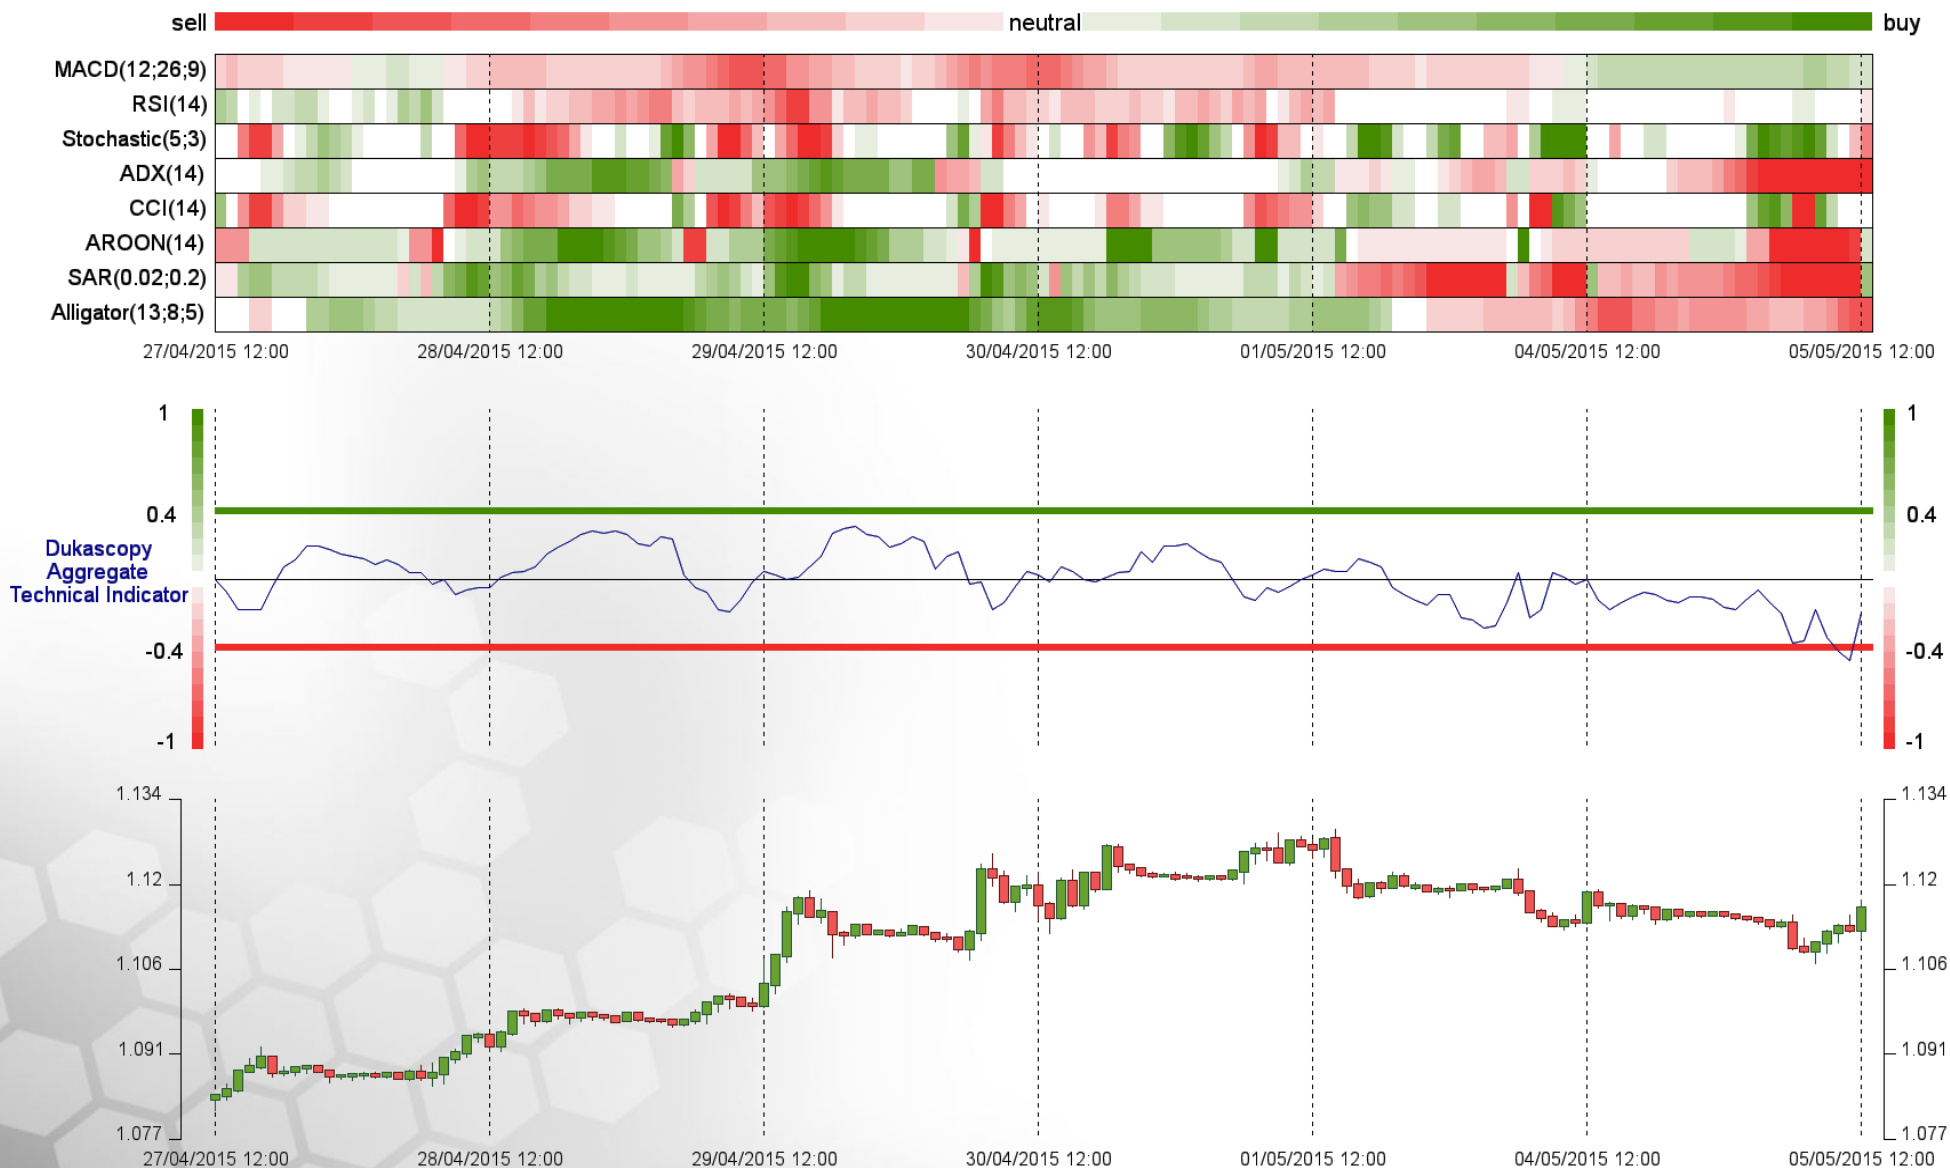 sell neutral buy
MACD(12;26;9)
RSI(14)
Stochastic(5;3)
ADX(14)
CCI(14)
AROON(14)
SAR(0.02;0.2)
Alligator(13;8;5)
27/04/2015 12:00 28/04/2015 12:00 29/04/2015 12:00 30/04/2015 12:00 01/05/2015 12:00 04/05/2015 12:00 05/05/2015 12:00
1 1
0.4 0.4
Dukascopy
Aggregate
Technical Indicator
-0.4 -0.4
-1 -1
1.134 1.134
1.12 1.12
1.106 1.106
1.091 1.091
1.077 1.077
27/04/2015 12:00 28/04/2015 12:00 29/04/2015 12:00 30/04/2015 12:00 01/05/2015 12:00 04/05/2015 12:00 05/05/2015 12:00